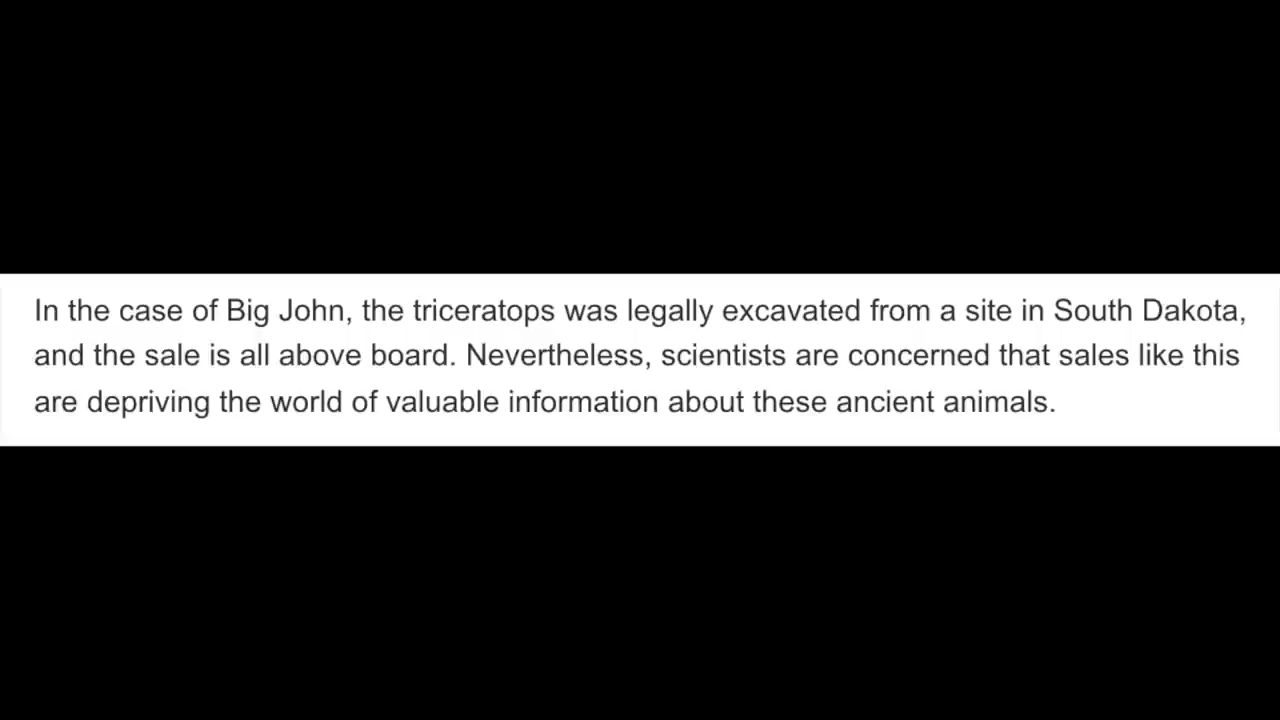 In the case of Big John, the triceratops was legally excavated from a site in South Dakota,
and the sale is all above board. Nevertheless, scientists are concerned that sales like this
are depriving the world of valuable information about these ancient animals.